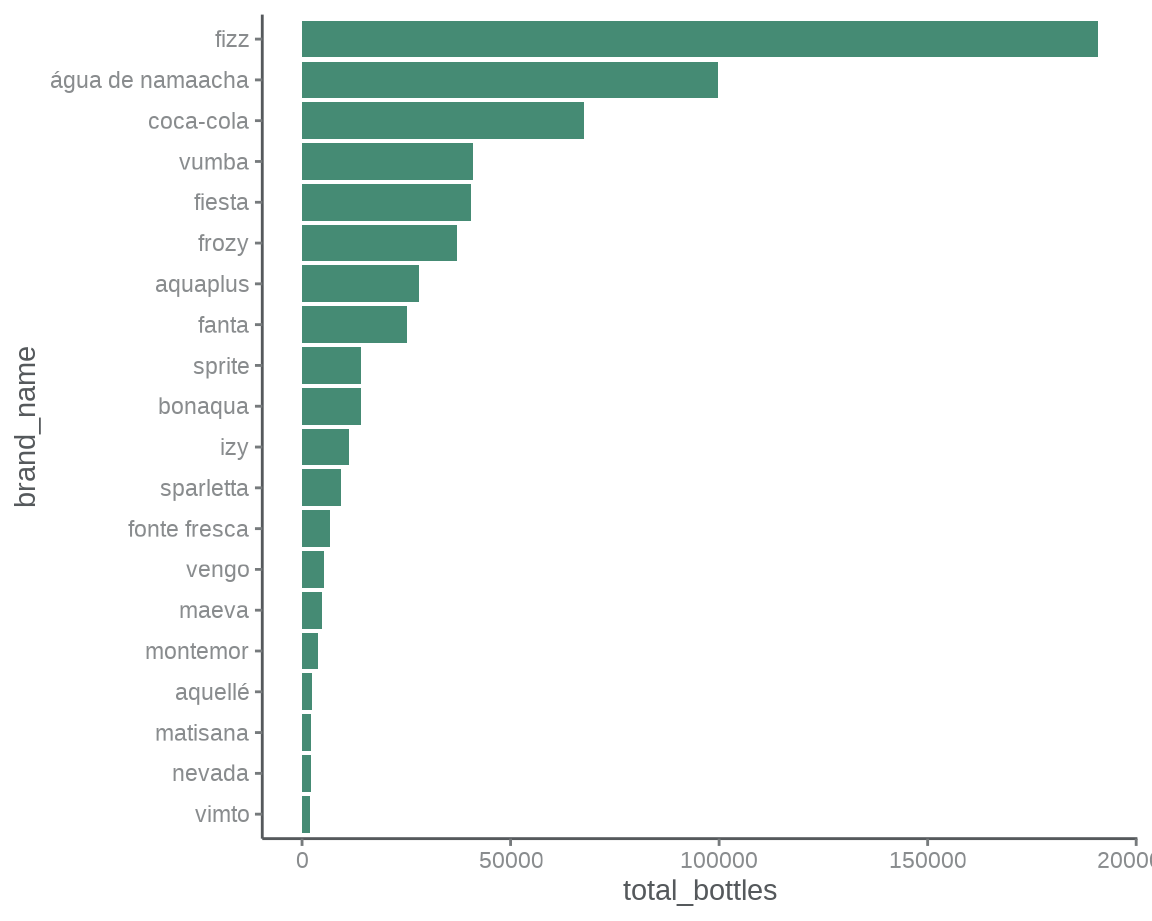 fizz
água de namaacha
coca-cola
vumba
fiesta
frozy
aquaplus
fanta
sprite
bonaqua
izy
sparletta
fonte fresca
vengo
maeva
montemor
aquellé
matisana
nevada
vimto
brand_name
0 50000 100000 150000 20000
total_bottles